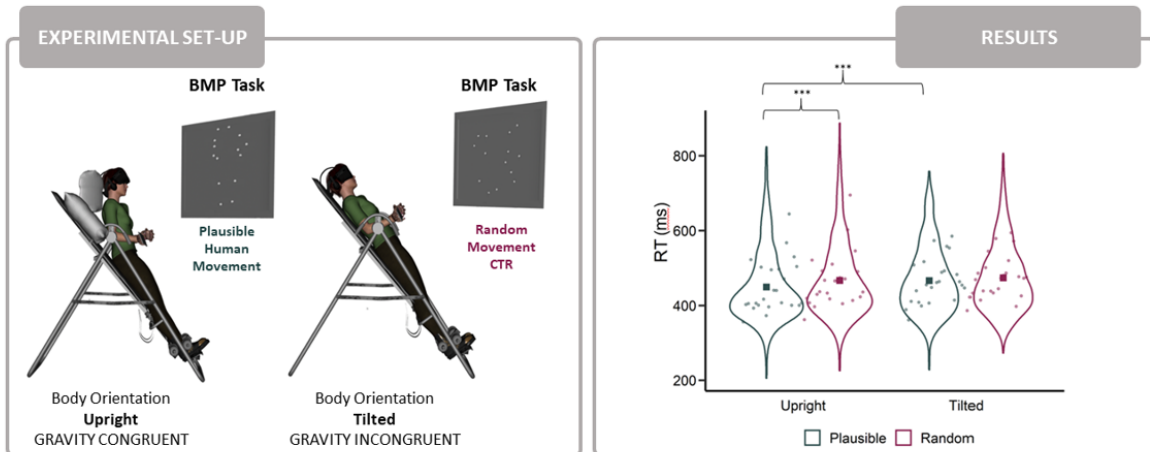 EXPERIMENTAL SET-UP
BMP Task
BMP Task
Plausible
Human
Movement
Random
Movement
CTR
Body Orientation
Upright
GRAVITY CONGRUENT
Body Orientation
Tilted
GRAVITY INCONGRUENT
RESULTS
***
***
800
600
400
200
RT (ms)
Upright
Tilted
Plausible
Random